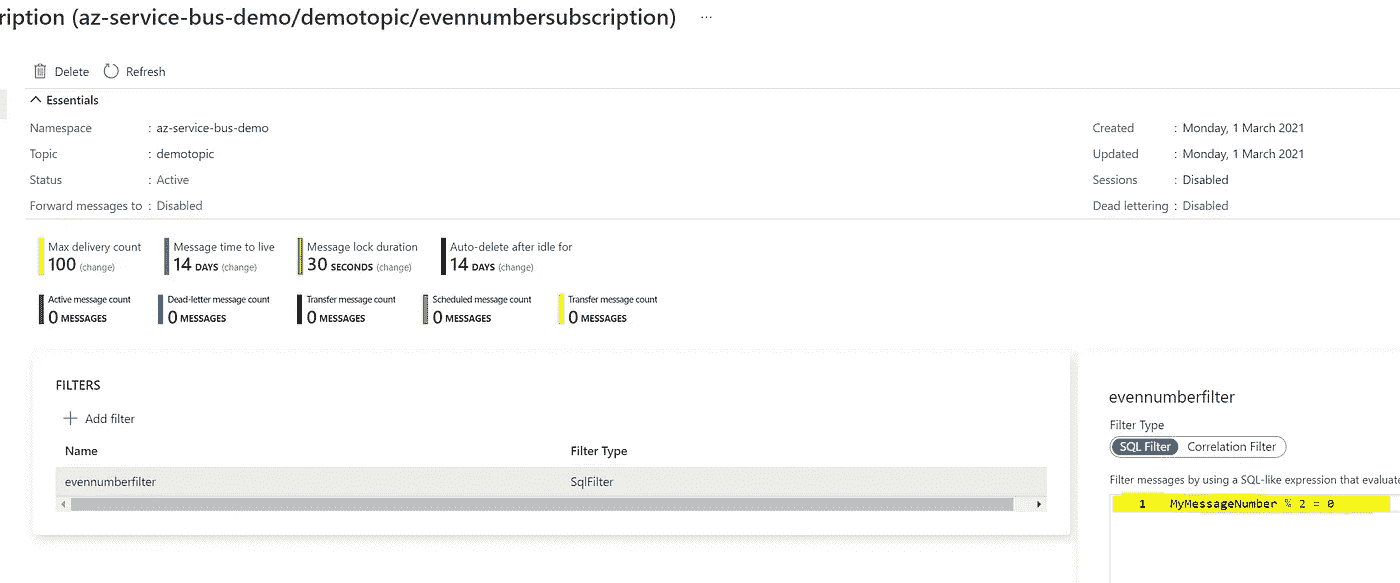 ription (az-service-bus-demo/demotopic/evennumbersubscription) ...
Delete Refresh
Essentials
Namespace : az-service-bus-demo Created : Monday, 1 March 2021
Topic : demotopic Updated : Monday, 1 March 2021
Status : Active Sessions : Disabled
Forward messages to : Disabled Dead lettering : Disabled
Max delivery count Message time to live Message lock duration Auto-delete after idle for
100 (change) 14 DAYS (change) 30 SECONDS (change) 14 DAYS (change)
Active message count Dead-letter message count Transfer message count Scheduled message count Transfer message count
0 MESSAGES 0 MESSAGES 0 MESSAGES 0 MESSAGES 0 MESSAGES
FILTERS
+ Add filter
Name Filter Type
evennumberfilter SqlFilter
evennumberfilter
Filter Type
SQL Filter Correlation Filter
Filter messages by using a SQL-like expression that evaluate
1 MyMessageNumber % 2 = 0